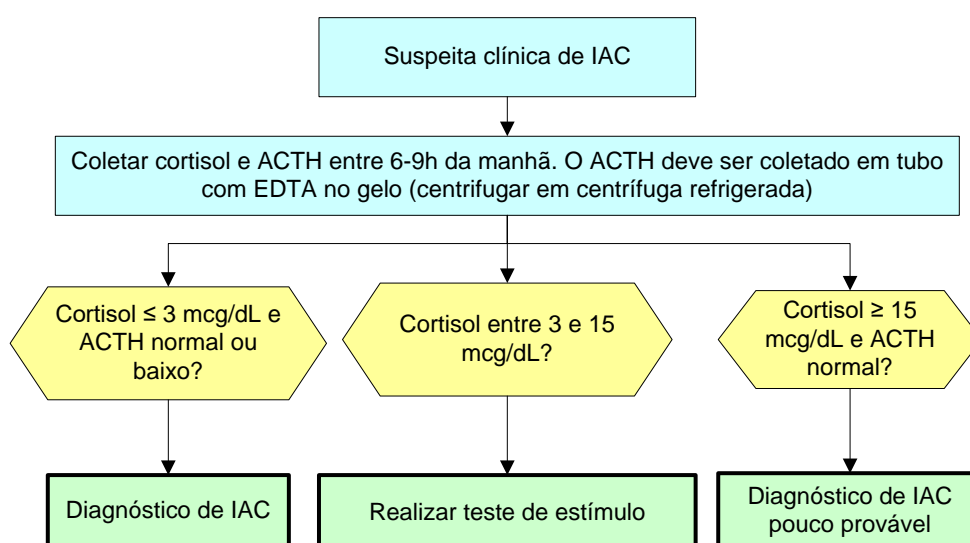 Suspeita clínica de IAC
Coletar cortisol e ACTH entre 6-9h da manhã. O ACTH deve ser coletado em tubo
com EDTA no gelo (centrifugar em centrífuga refrigerada)
Cortisol ≤ 3 mcg/dL e
ACTH normal ou
baixo?
Cortisol entre 3 e 15
mcg/dL?
Cortisol ≥ 15
mcg/dL e ACTH
normal?
Diagnóstico de IAC
Realizar teste de estímulo
Diagnóstico de IAC
pouco provável